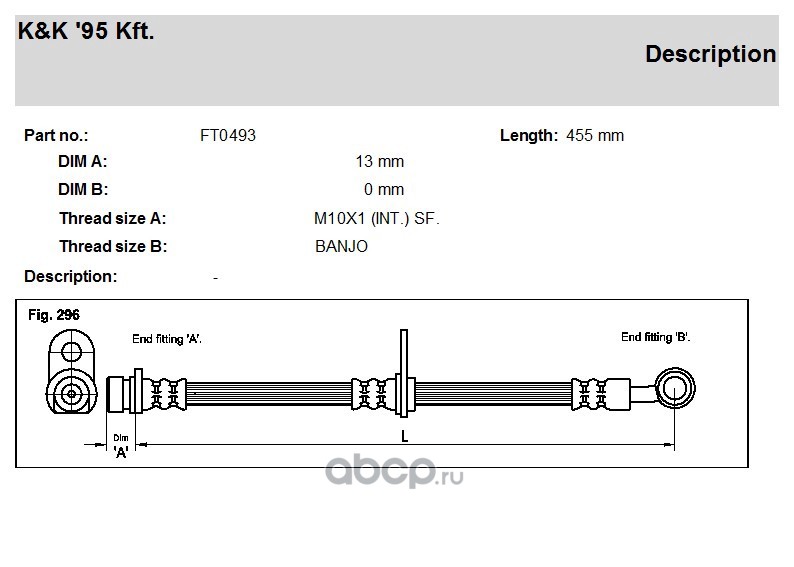 K&K '95 Kft.
Description
Part no.: FT0493 Length: 455 mm
DIM A: 13 mm
DIM B: 0 mm
Thread size A: M10X1 (INT.) SF.
Thread size B: BANJO
Description: -
Fig. 296
End fitting 'A'. End fitting 'B'.
Dim
'A'
L
abcp.ru